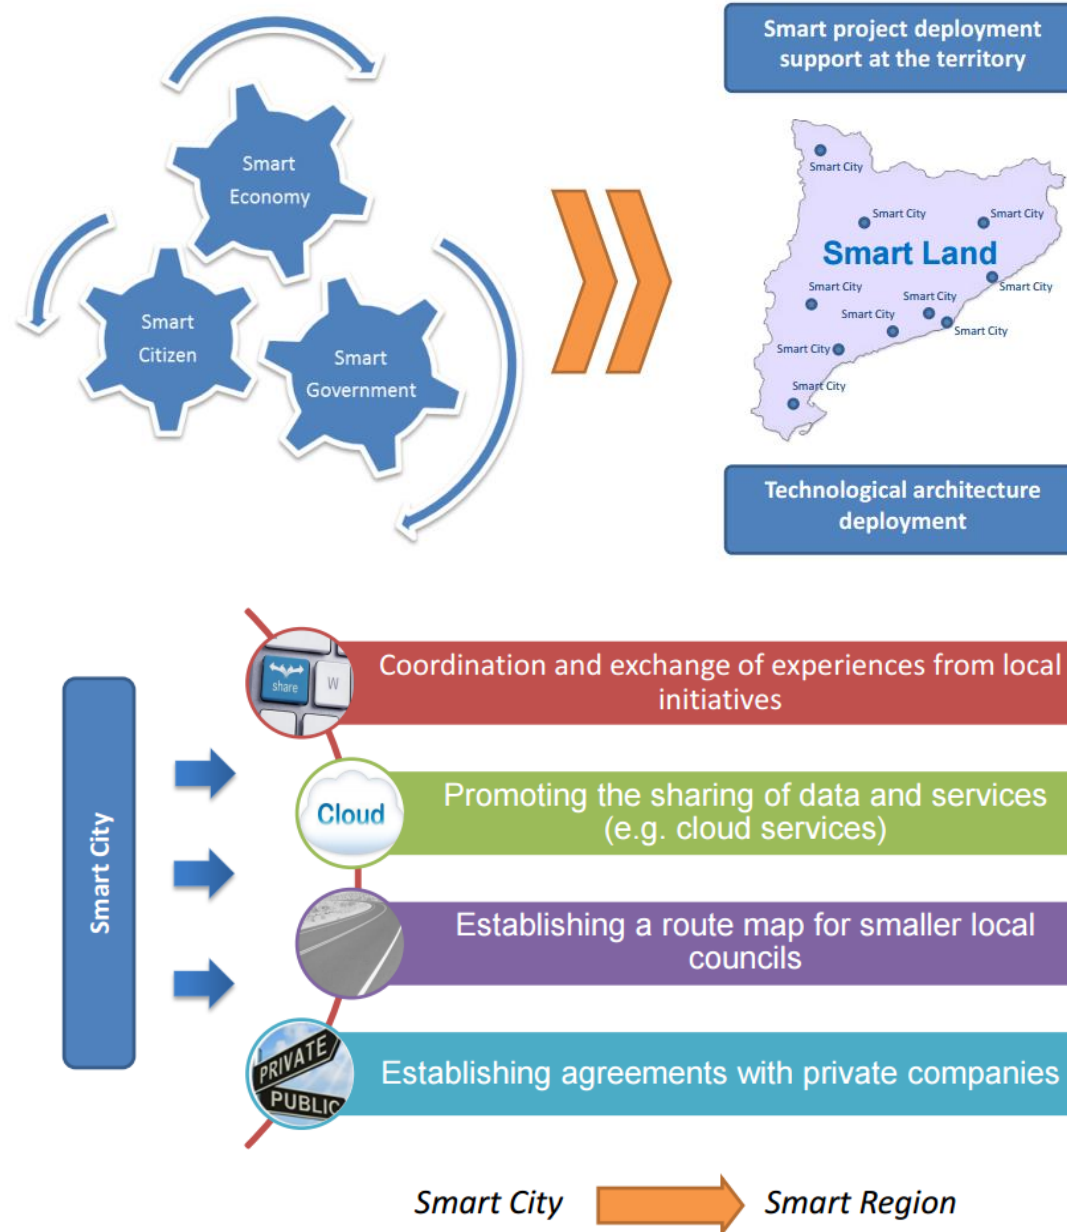 Smart
Economy
Smart
Citizen
Smart
Government
Smart project deployment
support at the territory
Smart City
Smart City
Smart City
Smart Land
Smart City
Smart City
Smart City
Smart City
Smart City
Smart City
Smart City
Technological architecture
deployment
Smart City
share
W
Coordination and exchange of experiences from local
initiatives
Cloud
Promoting the sharing of data and services
(e.g. cloud services)
Establishing a route map for smaller local
councils
PRIVATE
PUBLIC
Establishing agreements with private companies
Smart City
Smart Region